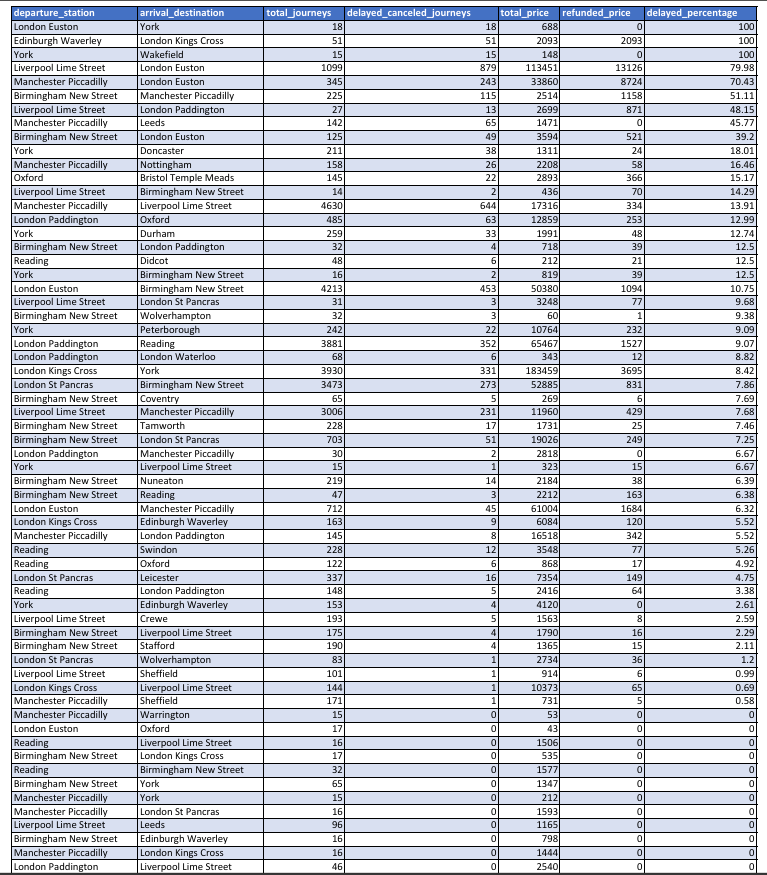 departure_station arrival_destination total_journeys delayed_canceled_journeys total_price refunded_price delayed_percentage
London Euston York 18 18 688 0 100
Edinburgh Waverley London Kings Cross 51 51 2093 2093 100
York Wakefield 15 15 148 0 100
Liverpool Lime Street London Euston 1099 879 113451 13126 79.98
Manchester Piccadilly London Euston 345 243 33860 8724 70.43
Birmingham New Street Manchester Piccadilly 225 115 2514 1158 51.11
Liverpool Lime Street London Paddington 27 13 2699 871 48.15
Manchester Piccadilly Leeds 142 65 1471 0 45.77
Birmingham New Street London Euston 125 49 3594 521 39.2
York Doncaster 211 38 1311 24 18.01
Manchester Piccadilly Nottingham 158 26 2208 58 16.46
Oxford Bristol Temple Meads 145 22 2893 366 15.17
Liverpool Lime Street Birmingham New Street 14 2 436 70 14.29
Manchester Piccadilly Liverpool Lime Street 4630 644 17316 334 13.91
London Paddington Oxford 485 63 12859 253 12.99
York Durham 259 33 1991 48 12.74
Birmingham New Street London Paddington 32 4 718 39 12.5
Reading Didcot 48 6 212 21 12.5
York Birmingham New Street 16 2 819 39 12.5
London Euston Birmingham New Street 4213 453 50380 1094 10.75
Liverpool Lime Street London St Pancras 31 3 3248 77 9.68
Birmingham New Street Wolverhampton 32 3 60 1 9.38
York Peterborough 242 22 10764 232 9.09
London Paddington Reading 3881 352 65467 1527 9.07
London Paddington London Waterloo 68 6 343 12 8.82
London Kings Cross York 3930 331 183459 3695 8.42
London St Pancras Birmingham New Street 3473 273 52885 831 7.86
Birmingham New Street Coventry 65 5 269 6 7.69
Liverpool Lime Street Manchester Piccadilly 3006 231 11960 429 7.68
Birmingham New Street Tamworth 228 17 1731 25 7.46
Birmingham New Street London St Pancras 703 51 19026 249 7.25
London Paddington Manchester Piccadilly 30 2 2818 0 6.67
York Liverpool Lime Street 15 1 323 15 6.67
Birmingham New Street Nuneaton 219 14 2184 38 6.39
Birmingham New Street Reading 47 3 2212 163 6.38
London Euston Manchester Piccadilly 712 45 61004 1684 6.32
London Kings Cross Edinburgh Waverley 163 9 6084 120 5.52
Manchester Piccadilly London Paddington 145 8 16518 342 5.52
Reading Swindon 228 12 3548 77 5.26
Reading Oxford 122 6 868 17 4.92
London St Pancras Leicester 337 16 7354 149 4.75
Reading London Paddington 148 5 2416 64 3.38
York Edinburgh Waverley 153 4 4120 0 2.61
Liverpool Lime Street Crewe 193 5 1563 8 2.59
Birmingham New Street Liverpool Lime Street 175 4 1790 16 2.29
Birmingham New Street Stafford 190 4 1365 15 2.11
London St Pancras Wolverhampton 83 1 2734 36 1.2
Liverpool Lime Street Sheffield 101 1 914 6 0.99
London Kings Cross Liverpool Lime Street 144 1 10373 65 0.69
Manchester Piccadilly Sheffield 171 1 731 5 0.58
Manchester Piccadilly Warrington 15 0 53 0 0
London Euston Oxford 17 0 43 0 0
Reading Liverpool Lime Street 16 0 1506 0 0
Birmingham New Street London Kings Cross 17 0 535 0 0
Reading Birmingham New Street 32 0 1577 0 0
Birmingham New Street York 65 0 1347 0 0
Manchester Piccadilly York 15 0 212 0 0
Manchester Piccadilly London St Pancras 16 0 1593 0 0
Liverpool Lime Street Leeds 96 0 1165 0 0
Birmingham New Street Edinburgh Waverley 16 0 798 0 0
Manchester Piccadilly London Kings Cross 16 0 1444 0 0
London Paddington Liverpool Lime Street 46 0 2540 0 0